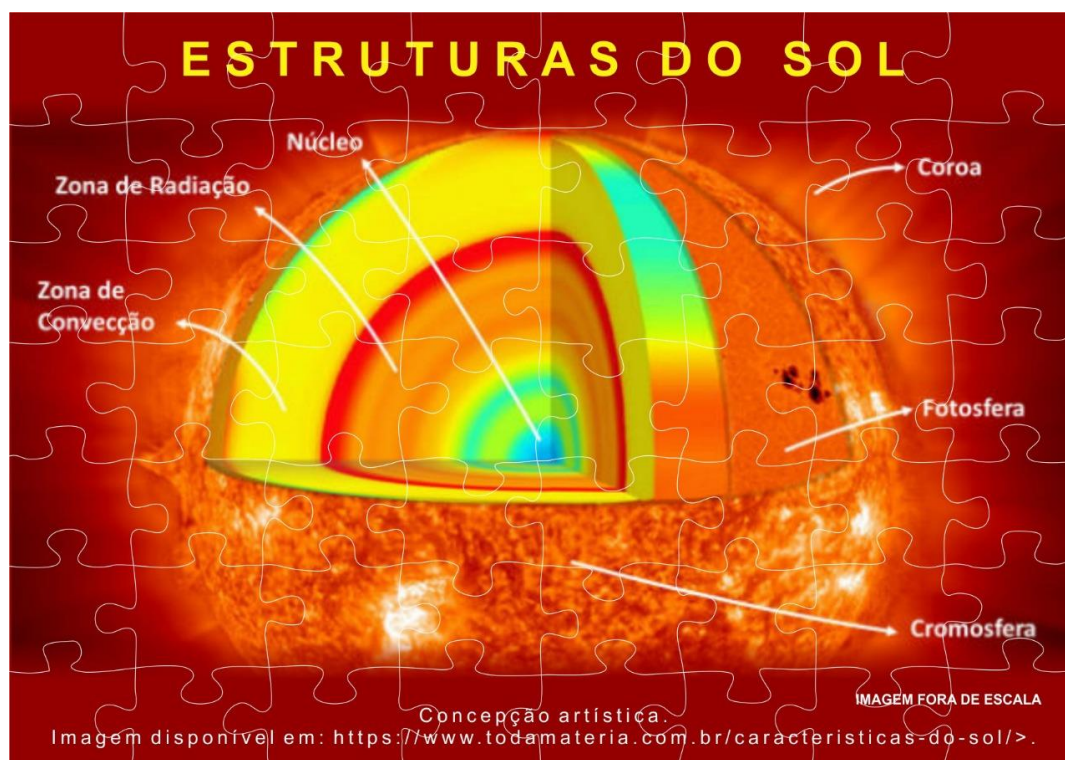 ESTRUTURAS DO SOL
Núcleo
Zona de Radiação
Coroa
Zona de
Convecção
Fotosfera
Cromosfera
IMAGEM FORA DE ESCALA
Concepção artística.
Imagem disponível em: https://www.todamateria.com.br/caracteristicas-do-sol/>.